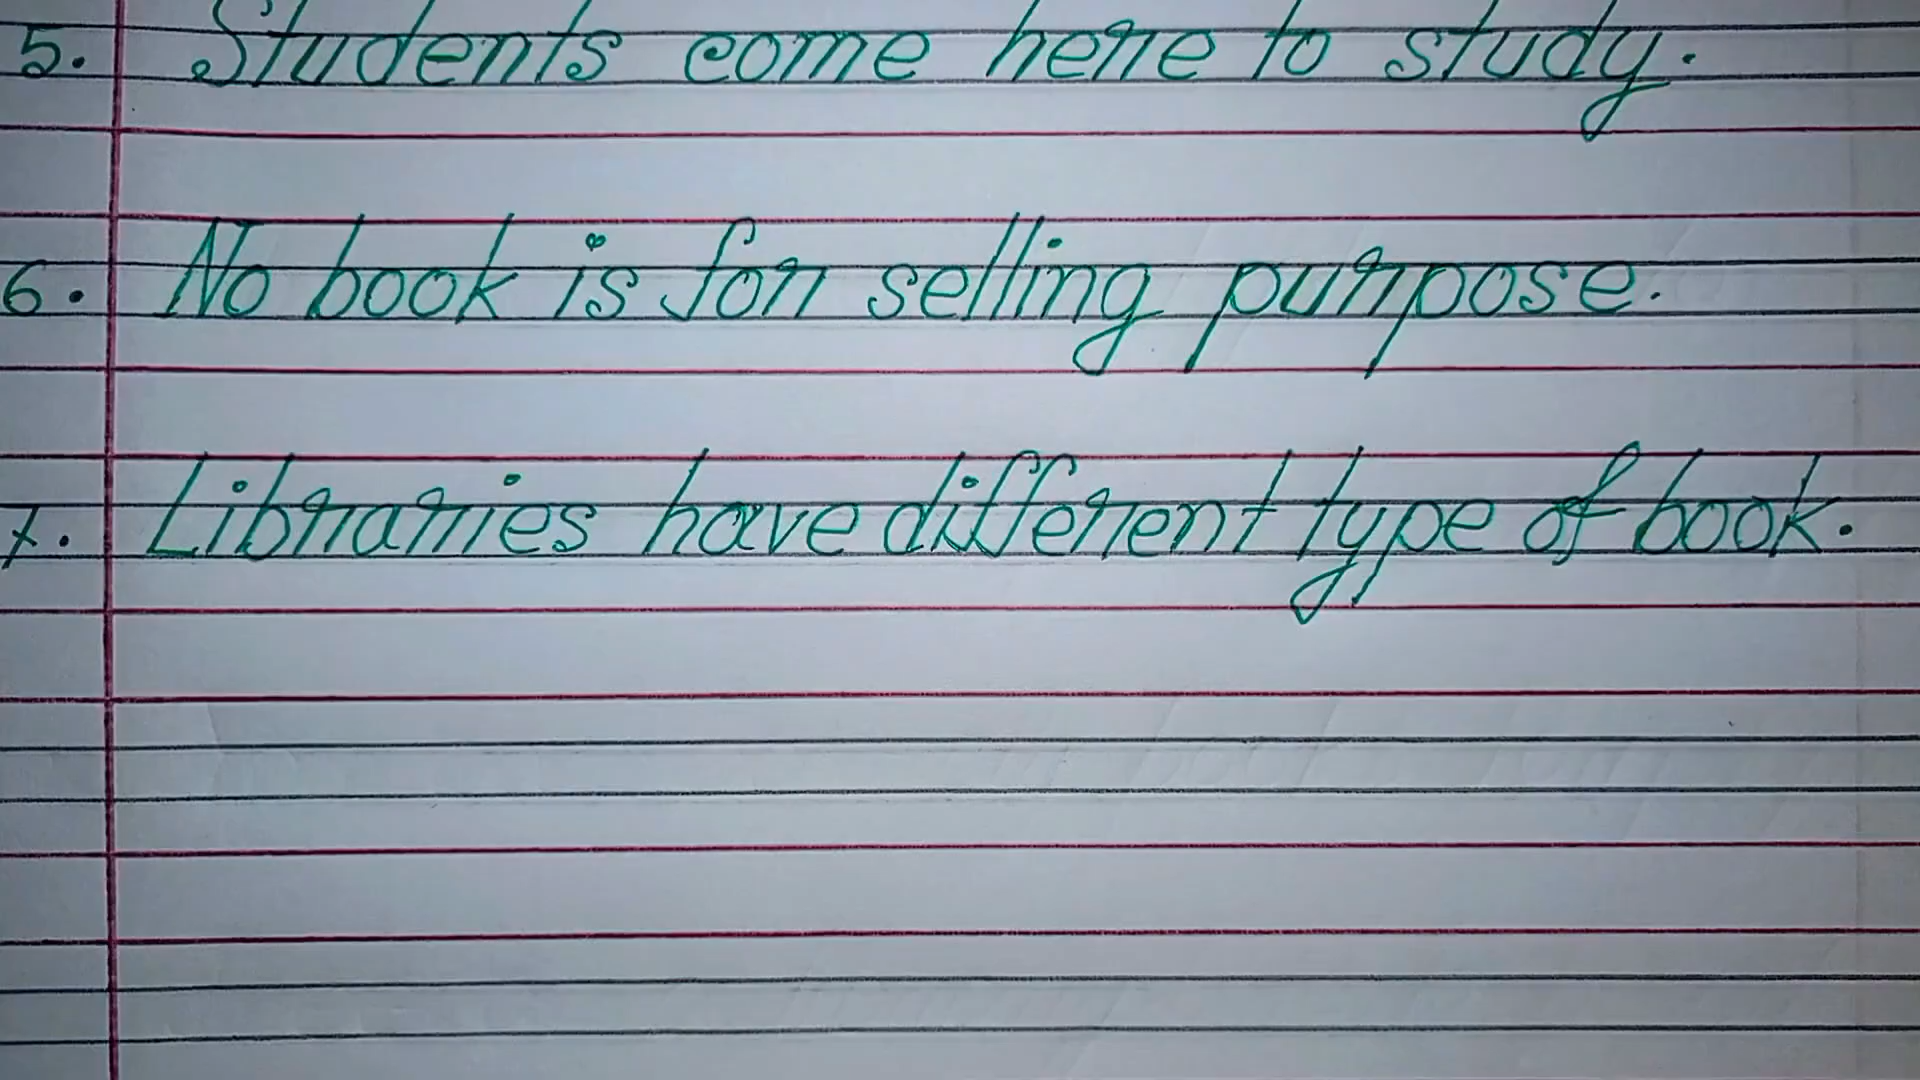 5. Students come here to study.
6. No book is for selling purpose.
7. Libraries have different type of book.